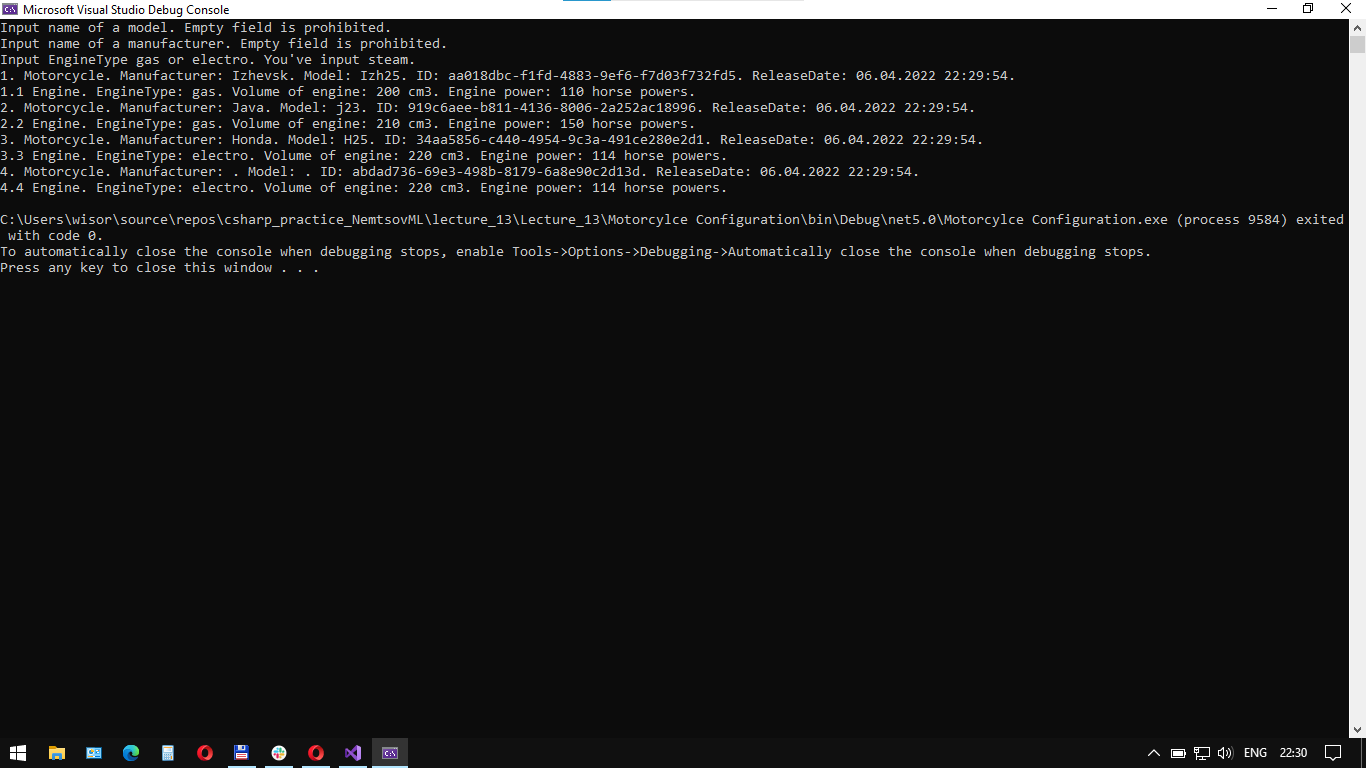 Microsoft Visual Studio Debug Console
Input name of a model. Empty field is prohibited.
Input name of a manufacturer. Empty field is prohibited.
Input EngineType gas or electro. You've input steam.
1. Motorcycle. Manufacturer: Izhevsk. Model: Izh25. ID: aa018dbc-f1fd-4883-9ef6-f7d03f732fd5. ReleaseDate: 06.04.2022 22:29:54.
1.1 Engine. EngineType: gas. Volume of engine: 200 cm3. Engine power: 110 horse powers.
2. Motorcycle. Manufacturer: Java. Model: j23. ID: 919c6aee-b811-4136-8006-2a252ac18996. ReleaseDate: 06.04.2022 22:29:54.
2.2 Engine. EngineType: gas. Volume of engine: 210 cm3. Engine power: 150 horse powers.
3. Motorcycle. Manufacturer: Honda. Model: H25. ID: 34aa5856-c440-4954-9c3a-491ce280e2d1. ReleaseDate: 06.04.2022 22:29:54.
3.3 Engine. EngineType: electro. Volume of engine: 220 cm3. Engine power: 114 horse powers.
4. Motorcycle. Manufacturer: . Model: . ID: abdad736-69e3-498b-8179-6a8e90c2d13d. ReleaseDate: 06.04.2022 22:29:54.
4.4 Engine. EngineType: electro. Volume of engine: 220 cm3. Engine power: 114 horse powers.
C:\Users\wisor\source\repos\csharp_practice_NemtsovML\lecture_13\Lecture_13\Motorcylce Configuration\bin\Debug\net5.0\Motorcylce Configuration.exe (process 9584) exited
with code 0.
To automatically close the console when debugging stops, enable Tools->Options->Debugging->Automatically close the console when debugging stops.
Press any key to close this window . . .
ENG
22:30